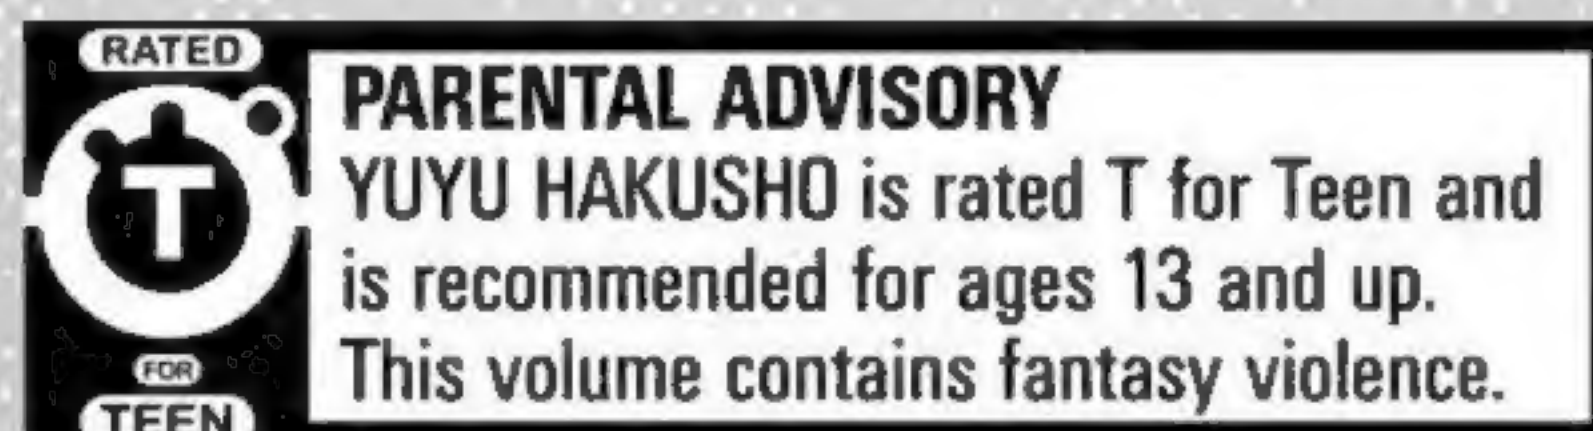 RATED
T
FOR
TEEN
PARENTAL ADVISORY
YUYU HAKUSHO is rated T for Teen and
is recommended for ages 13 and up.
This volume contains fantasy violence.